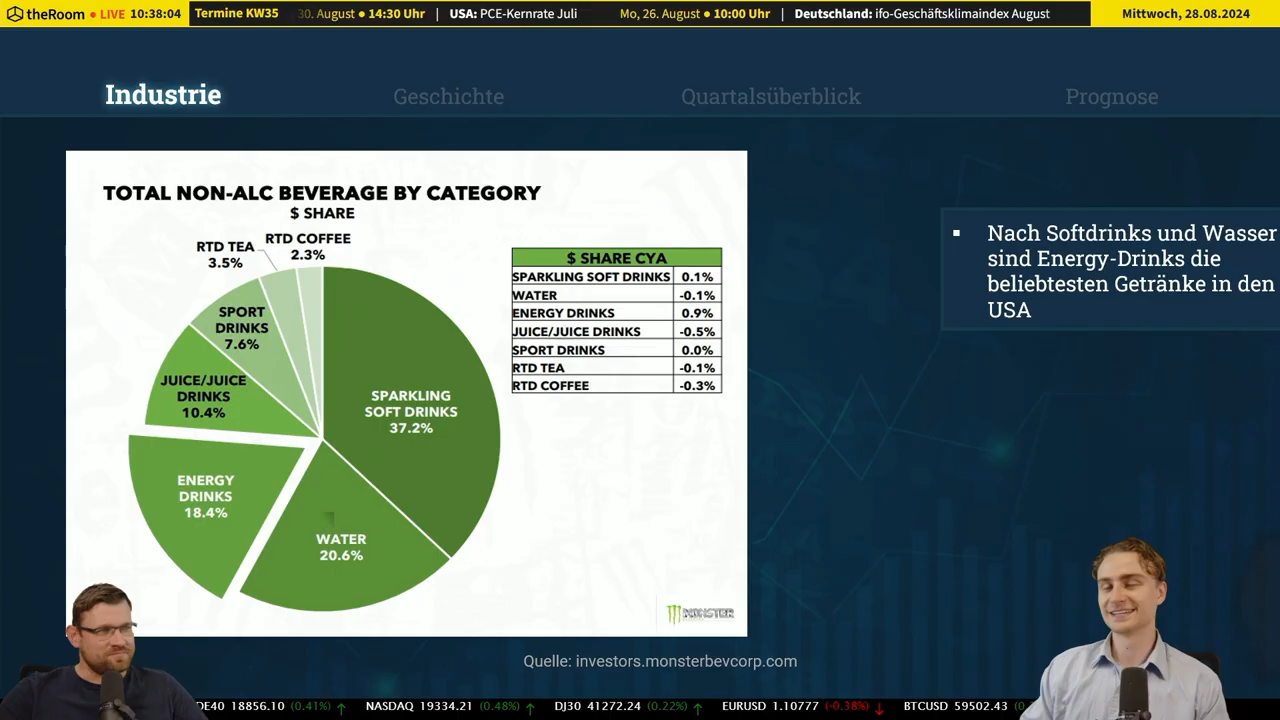 theRoom • LIVE 10:38:04
Termine KW35
30. August • 14:30 Uhr | USA: PCE-Kernrate Juli
Mo, 26. August • 10:00 Uhr | Deutschland: ifo-Geschäftsklimaindex August
Mittwoch, 28.08.2024
Industrie
Geschichte
Quartalsüberblick
Prognose
TOTAL NON-ALC BEVERAGE BY CATEGORY
$ SHARE
RTD TEA
3.5%
RTD COFFEE
2.3%
SPORT
DRINKS
7.6%
JUICE/JUICE
DRINKS
10.4%
ENERGY
DRINKS
18.4%
WATER
20.6%
SPARKLING
SOFT DRINKS
37.2%
$ SHARE CYA
SPARKLING SOFT DRINKS 0.1%
WATER -0.1%
ENERGY DRINKS 0.9%
JUICE/JUICE DRINKS -0.5%
SPORT DRINKS 0.0%
RTD TEA -0.1%
RTD COFFEE -0.3%
MONSTER
▪ Nach Softdrinks und Wasser
sind Energy-Drinks die
beliebtesten Getränke in den
USA
Quelle: investors.monsterbevcorp.com
DE40 18856.10 (0.41%) ↑ NASDAQ 19334.21 (0.48%) ↑ DJ30 41272.24 (0.22%) ↑ EURUSD 1.10777 (-0.38%) ↓ BTCUSD 59502.43